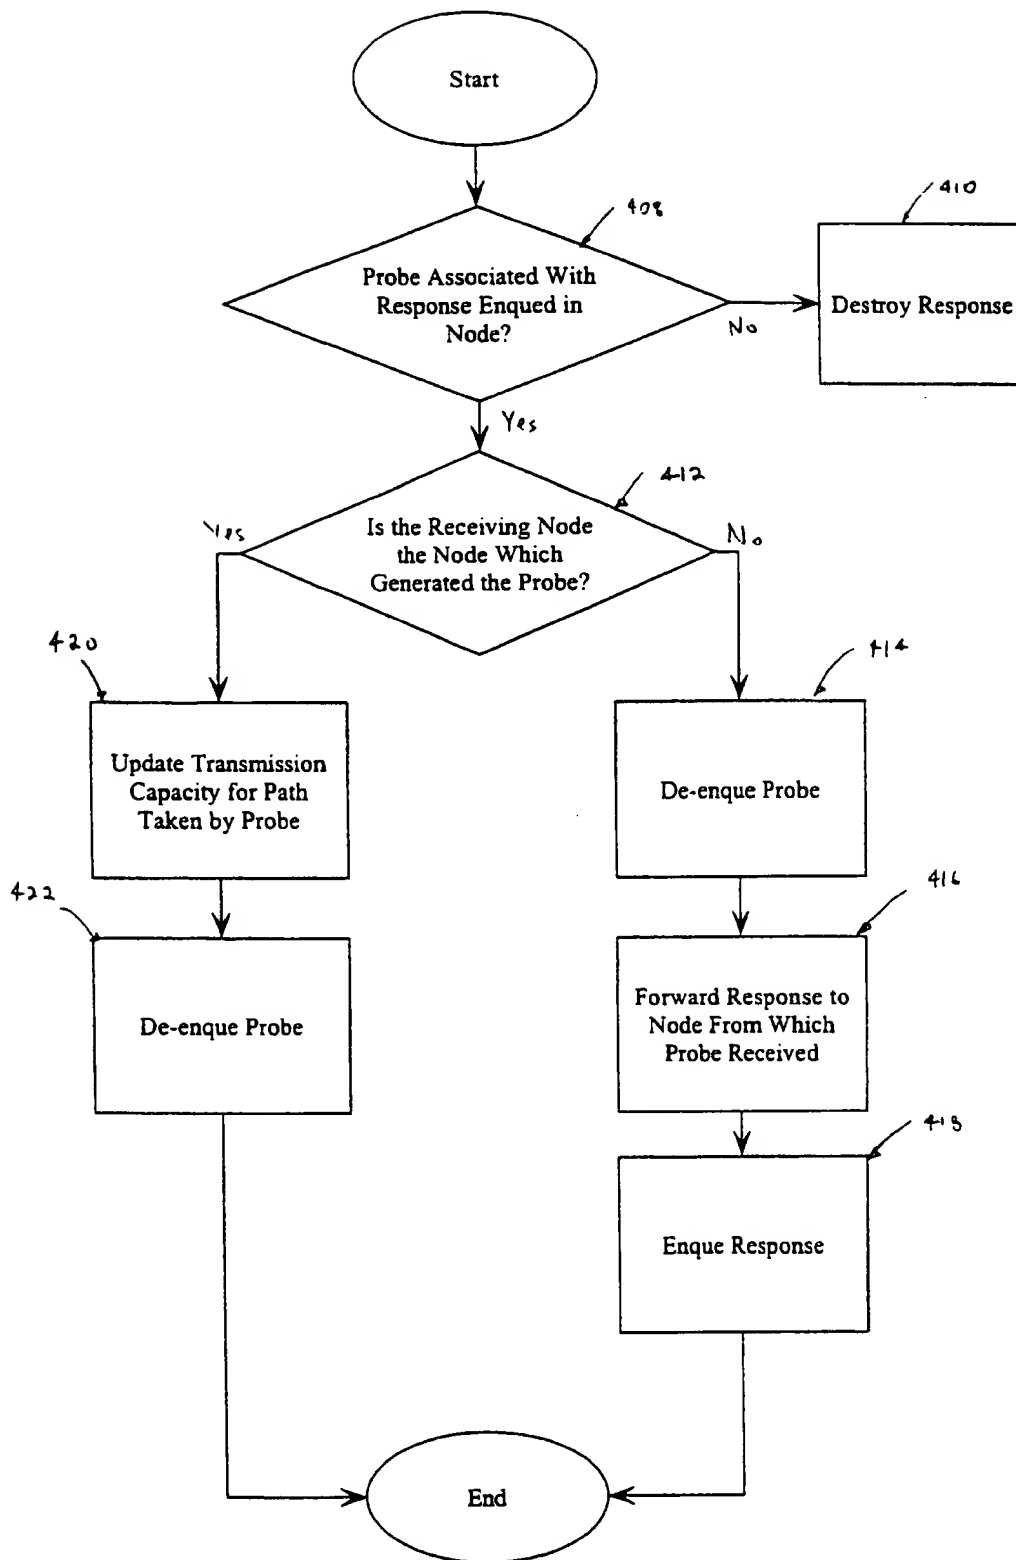 Start
408
410
Probe Associated With
Response Enqued in
Node?
No
Destroy Response
Yes
412
Yes
Is the Receiving Node
the Node Which
Generated the Probe?
No
420
414
Update Transmission
Capacity for Path
Taken by Probe
De-enque Probe
422
416
De-enque Probe
Forward Response to
Node From Which
Probe Received
418
Enque Response
End